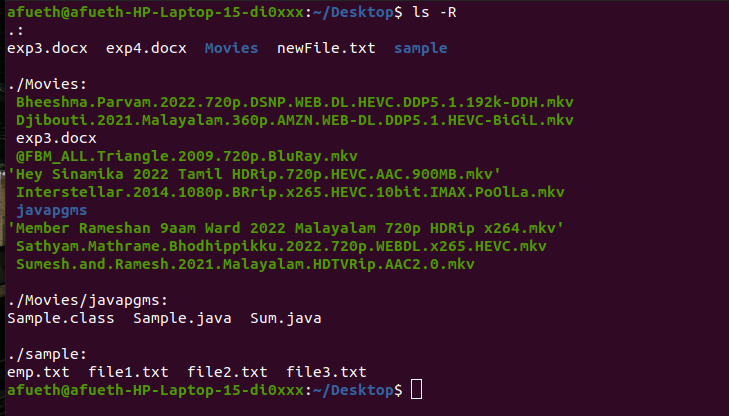 afueth@afueth-HP-Laptop-15-di0xxx:~/Desktop$ ls -R
.:
exp3.docx  exp4.docx  Movies  newFile.txt  sample

./Movies:
 Bheeshma.Parvam.2022.720p.DSNP.WEB.DL.HEVC.DDP5.1.192k-DDH.mkv
 Djibouti.2021.Malayalam.360p.AMZN.WEB-DL.DDP5.1.HEVC-BiGiL.mkv
 exp3.docx
 @FBM_ALL.Triangle.2009.720p.BluRay.mkv
'Hey Sinamika 2022 Tamil HDRip.720p.HEVC.AAC.900MB.mkv'
 Interstellar.2014.1080p.BRrip.x265.HEVC.10bit.IMAX.PoOlLa.mkv
 javapgms
'Member Rameshan 9aam Ward 2022 Malayalam 720p HDRip x264.mkv'
 Sathyam.Mathrame.Bhodhippikku.2022.720p.WEBDL.x265.HEVC.mkv
 Sumesh.and.Ramesh.2021.Malayalam.HDTVRip.AAC2.0.mkv

./Movies/javapgms:
Sample.class  Sample.java  Sum.java

./sample:
emp.txt  file1.txt  file2.txt  file3.txt
afueth@afueth-HP-Laptop-15-di0xxx:~/Desktop$